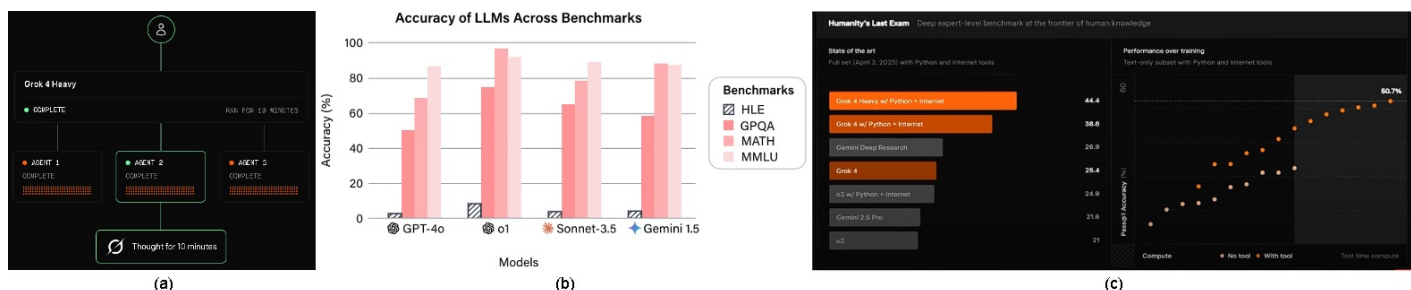 Grok 4 Heavy
COMPLETE
RAN FOR 10 MINUTES
AGENT 1
COMPLETE
AGENT 2
COMPLETE
AGENT 3
COMPLETE
Thought for 10 minutes
(a)
Accuracy of LLMs Across Benchmarks
Accuracy (%)
100
80
60
40
20
0
GPT-4o
o1
Sonnet-3.5
Gemini 1.5
Models
Benchmarks
HLE
GPQA
MATH
MMLU
(b)
Humanity's Last Exam Deep expert-level benchmark at the frontier of human knowledge
State of the art
Full set (April 3, 2025) with Python and Internet tools
Grok 4 Heavy w/ Python + Internet 44.4
Grok 4 w/ Python + Internet 38.6
Gemini Deep Research 26.9
Grok 4 25.4
o3 w/ Python + Internet 24.9
Gemini 2.5 Pro 21.6
o3 21
Performance over training
Text-only subset with Python and Internet tools
50.7%
Pass@1 Accuracy (%)
Compute
No tool
With tool
Test time compute
(c)